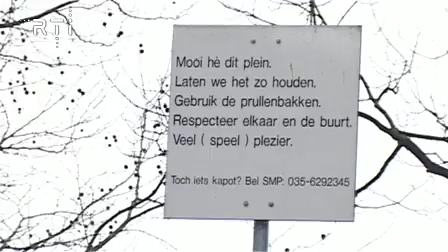 RTL
Mooi hè dit plein.
Laten we het zo houden.
Gebruik de prullenbakken.
Respecteer elkaar en de buurt.
Veel ( speel ) plezier.
Toch iets kapot? Bel SMP: 035-6292345